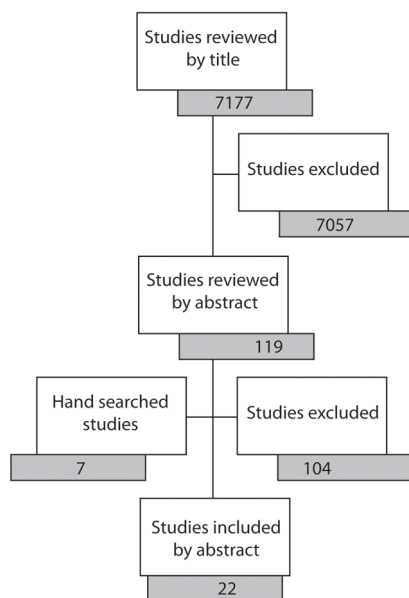 Studies reviewed
by title
7177
Studies excluded
7057
Studies reviewed
by abstract
119
Hand searched
studies
7
Studies excluded
104
Studies included
by abstract
22